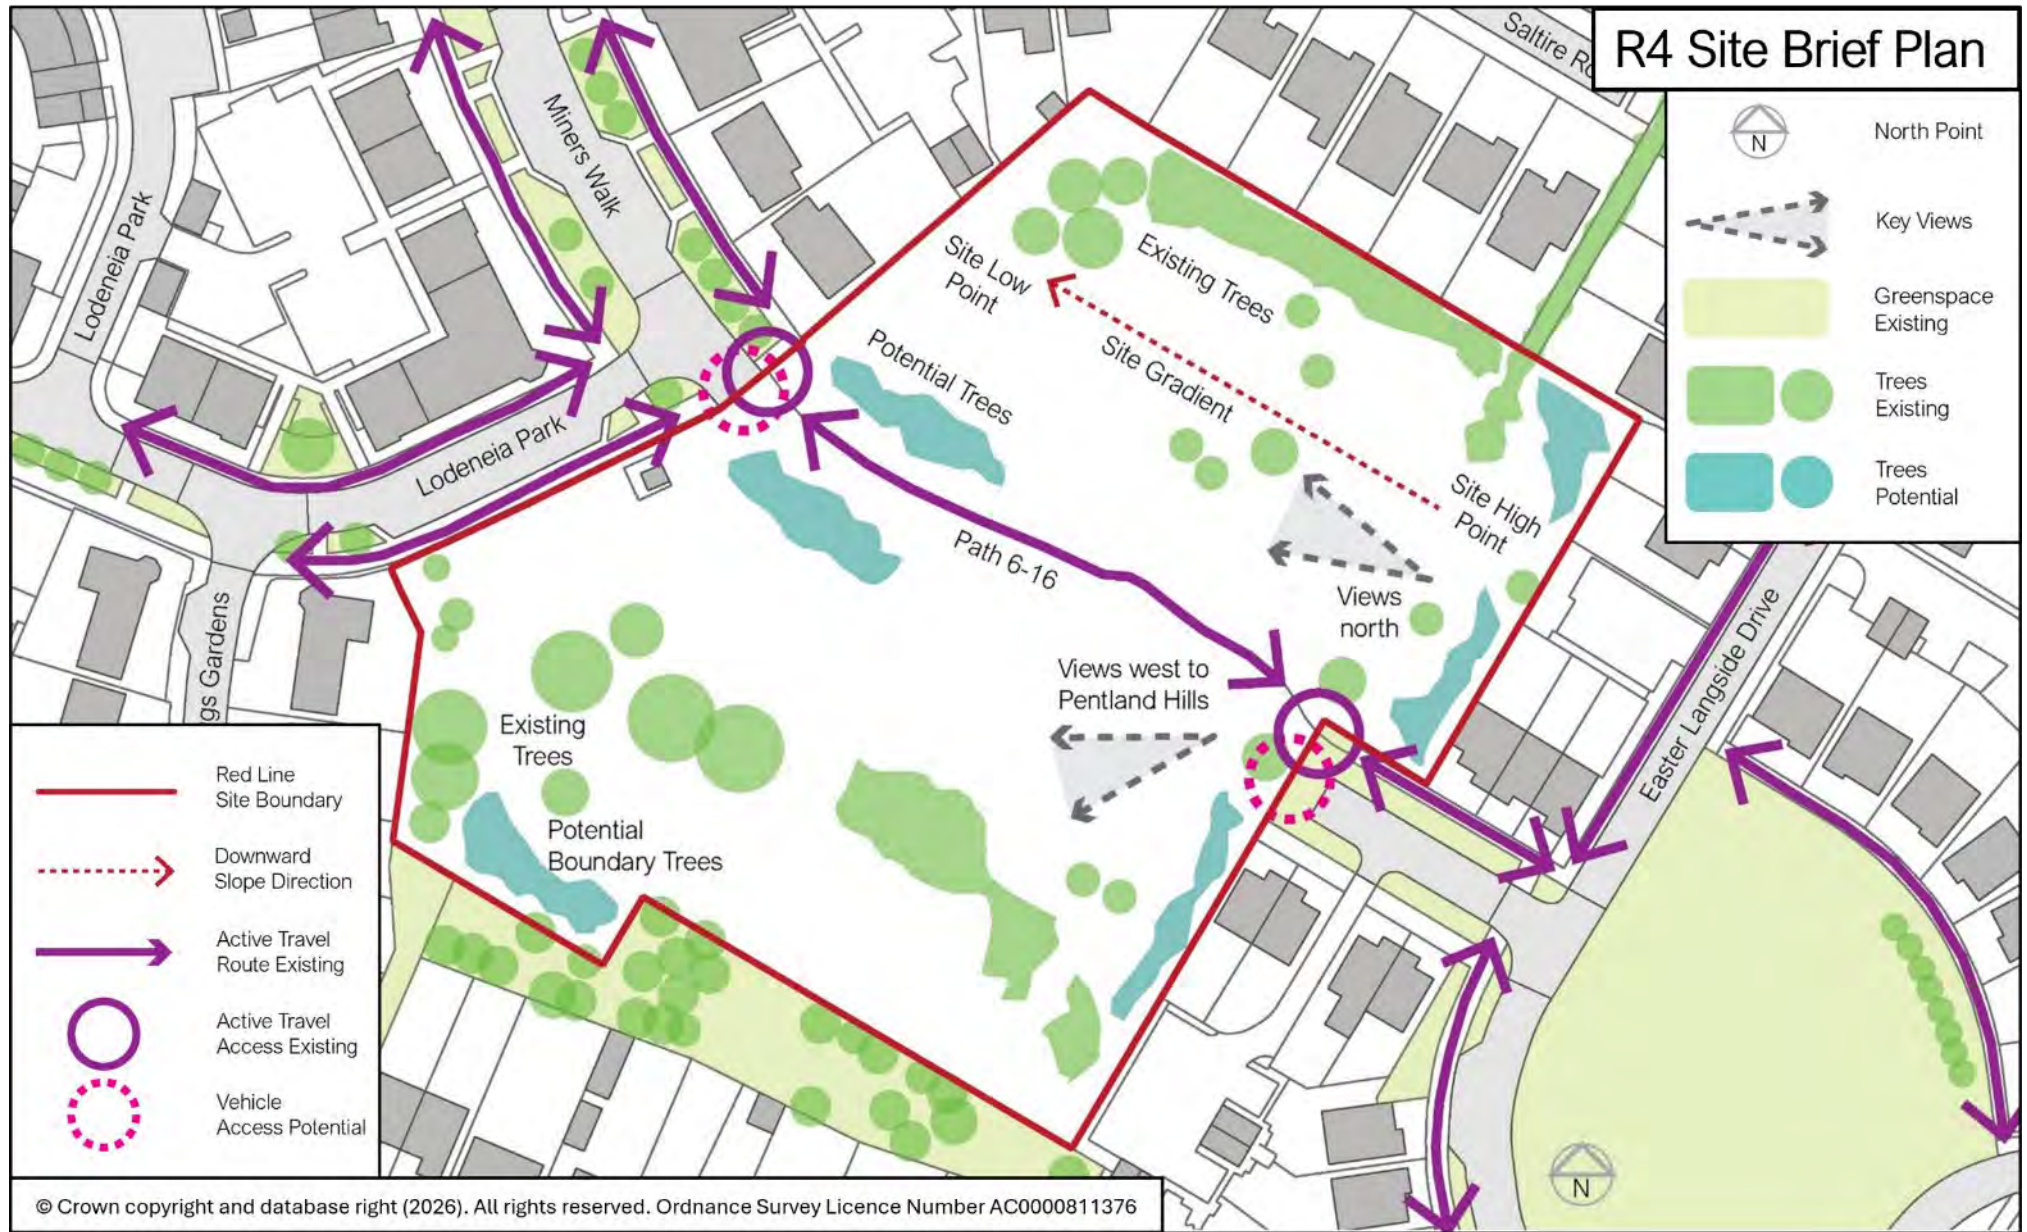 R4 Site Brief Plan
North Point
N
Key Views
Greenspace
Existing
Trees
Existing
Trees
Potential
Saltire
Miners Walk
Lodeneia Park
Lodeneia Park
Gardens
Easter Langside Drive
Site Low
Point
Existing Trees
Site Gradient
Potential Trees
Site High
Point
Path 6-16
Views
north
Views west to
Pentland Hills
Existing
Trees
Potential
Boundary Trees
Red Line
Site Boundary
Downward
Slope Direction
Active Travel
Route Existing
Active Travel
Access Existing
Vehicle
Access Potential
N
© Crown copyright and database right (2026). All rights reserved. Ordnance Survey Licence Number AC0000811376